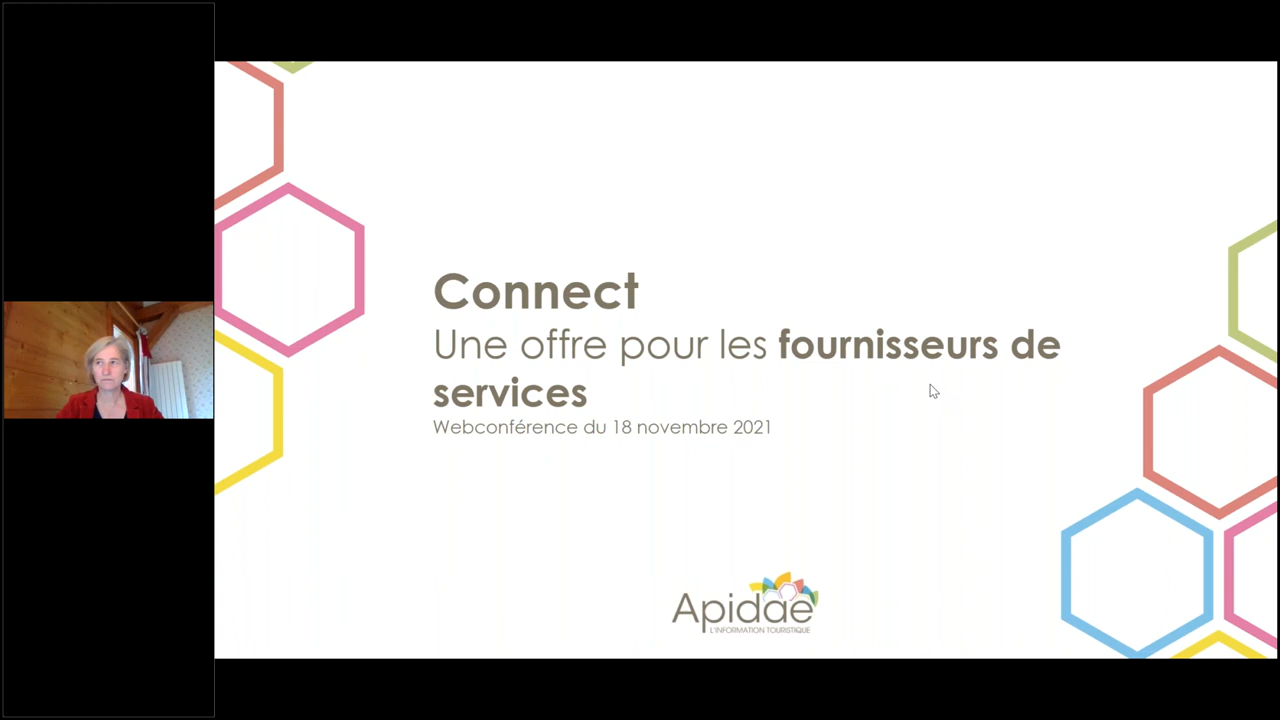 Connect
Une offre pour les fournisseurs de
services
Webconférence du 18 novembre 2021
Apidae
L'INFORMATION TOURISTIQUE